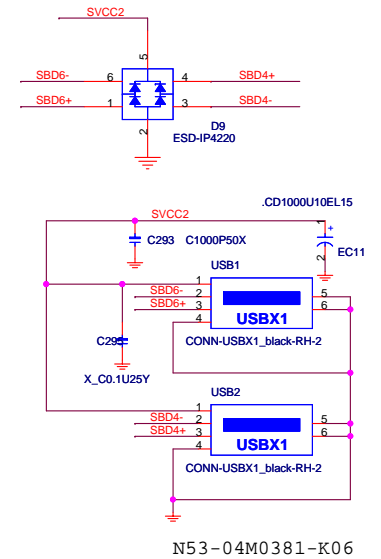 SVCC2
5
SBD6- 6 4 SBD4+
SBD6+ 1 3 SBD4-
2
D9
ESD-IP4220
.CD1000U10EL15
SVCC2
1
+
C293 C1000P50X
2
EC11
USB1
1
SBD6- 2 5
SBD6+ 3 6
4
USBX1
CONN-USBX1_black-RH-2
X_C0.1U25Y
USB2
1
SBD4- 2 5
SBD4+ 3 6
4
USBX1
CONN-USBX1_black-RH-2
N53-04M0381-K06